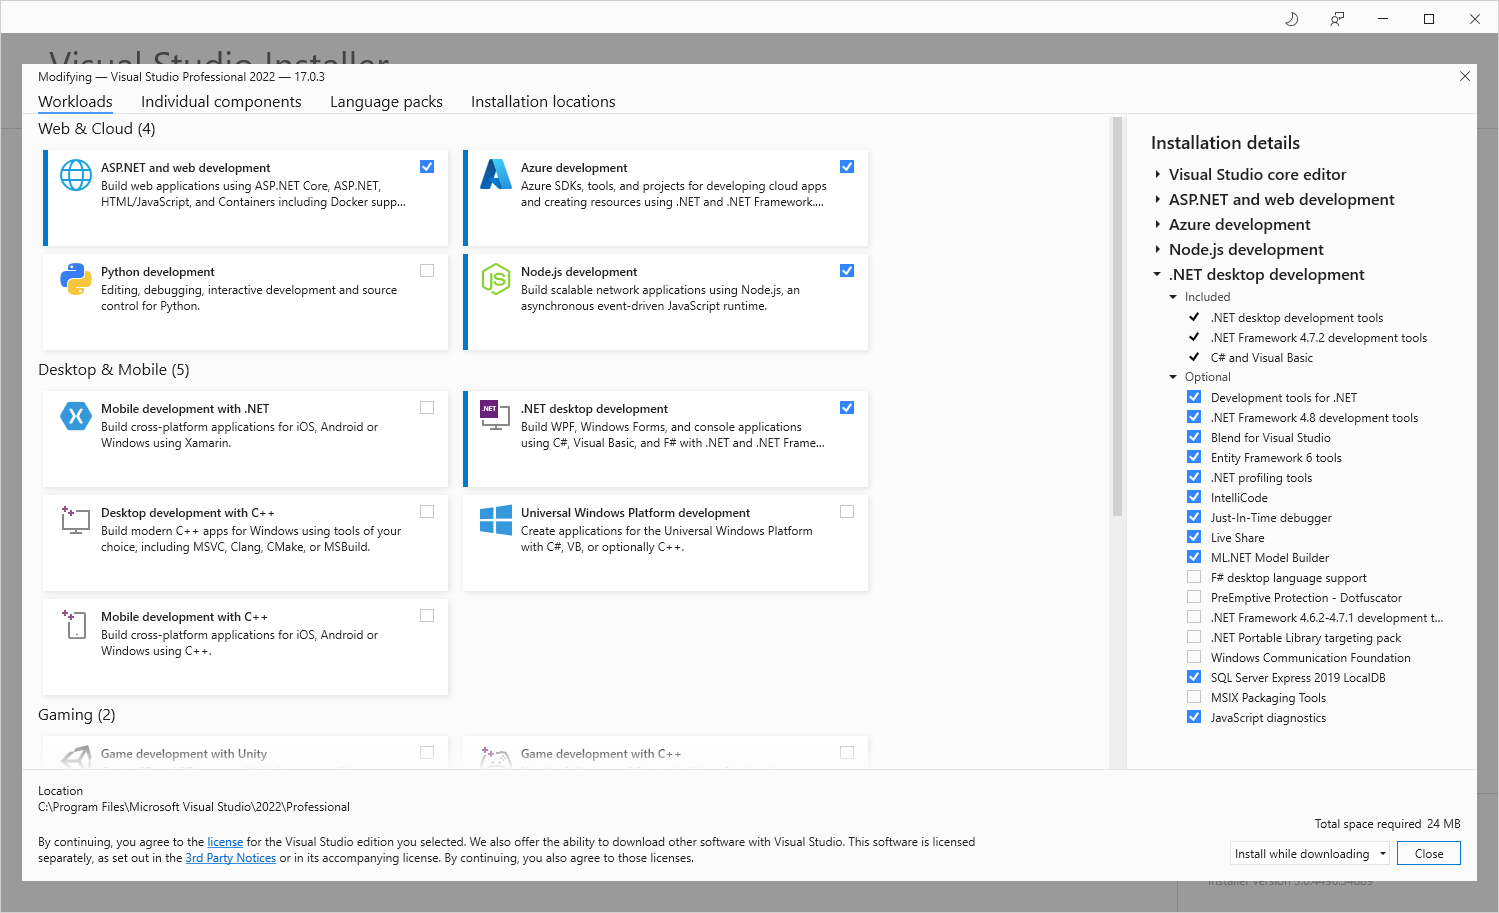 Visual Studio Installer
Modifying — Visual Studio Professional 2022 — 17.0.3
Workloads
Individual components
Language packs
Installation locations
Web & Cloud (4)
ASP.NET and web development
Build web applications using ASP.NET Core, ASP.NET,
HTML/JavaScript, and Containers including Docker supp...
Azure development
Azure SDKs, tools, and projects for developing cloud apps
and creating resources using .NET and .NET Framework....
Python development
Editing, debugging, interactive development and source
control for Python.
JS
Node.js development
Build scalable network applications using Node.js, an
asynchronous event-driven JavaScript runtime.
Desktop & Mobile (5)
Mobile development with .NET
Build cross-platform applications for iOS, Android or
Windows using Xamarin.
.NET
.NET desktop development
Build WPF, Windows Forms, and console applications
using C#, Visual Basic, and F# with .NET and .NET Frame...
Desktop development with C++
Build modern C++ apps for Windows using tools of your
choice, including MSVC, Clang, CMake, or MSBuild.
Universal Windows Platform development
Create applications for the Universal Windows Platform
with C#, VB, or optionally C++.
Mobile development with C++
Build cross-platform applications for iOS, Android or
Windows using C++.
Gaming (2)
Game development with Unity
Game development with C++
Installation details
Visual Studio core editor
ASP.NET and web development
Azure development
Node.js development
.NET desktop development
Included
.NET desktop development tools
.NET Framework 4.7.2 development tools
C# and Visual Basic
Optional
Development tools for .NET
.NET Framework 4.8 development tools
Blend for Visual Studio
Entity Framework 6 tools
.NET profiling tools
IntelliCode
Just-In-Time debugger
Live Share
ML.NET Model Builder
F# desktop language support
PreEmptive Protection - Dotfuscator
.NET Framework 4.6.2-4.7.1 development t...
.NET Portable Library targeting pack
Windows Communication Foundation
SQL Server Express 2019 LocalDB
MSIX Packaging Tools
JavaScript diagnostics
Location
C:\Program Files\Microsoft Visual Studio\2022\Professional
By continuing, you agree to the license for the Visual Studio edition you selected. We also offer the ability to download other software with Visual Studio. This software is licensed
separately, as set out in the 3rd Party Notices or in its accompanying license. By continuing, you also agree to those licenses.
Total space required 24 MB
Install while downloading
Close